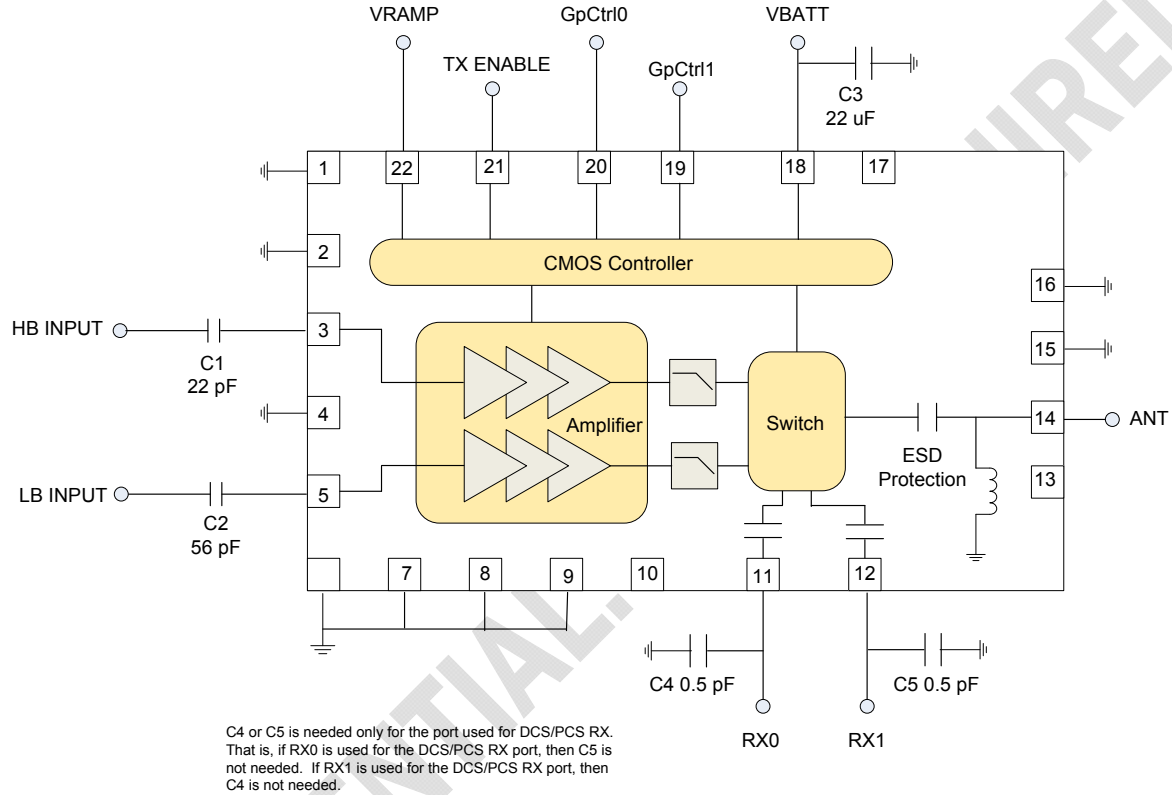 VRAMP
GpCtrl0
VBATT
TX ENABLE
GpCtrl1
C3
22 uF
1
22
21
20
19
18
17
2
CMOS Controller
16
HB INPUT
3
15
C1
22 pF
4
Amplifier
Switch
14
ANT
ESD
Protection
LB INPUT
5
13
C2
56 pF
7
8
9
10
11
12
C4 0.5 pF
C5 0.5 pF
RX0
RX1
C4 or C5 is needed only for the port used for DCS/PCS RX.
That is, if RX0 is used for the DCS/PCS RX port, then C5 is
not needed. If RX1 is used for the DCS/PCS RX port, then
C4 is not needed.
ENTIAL.